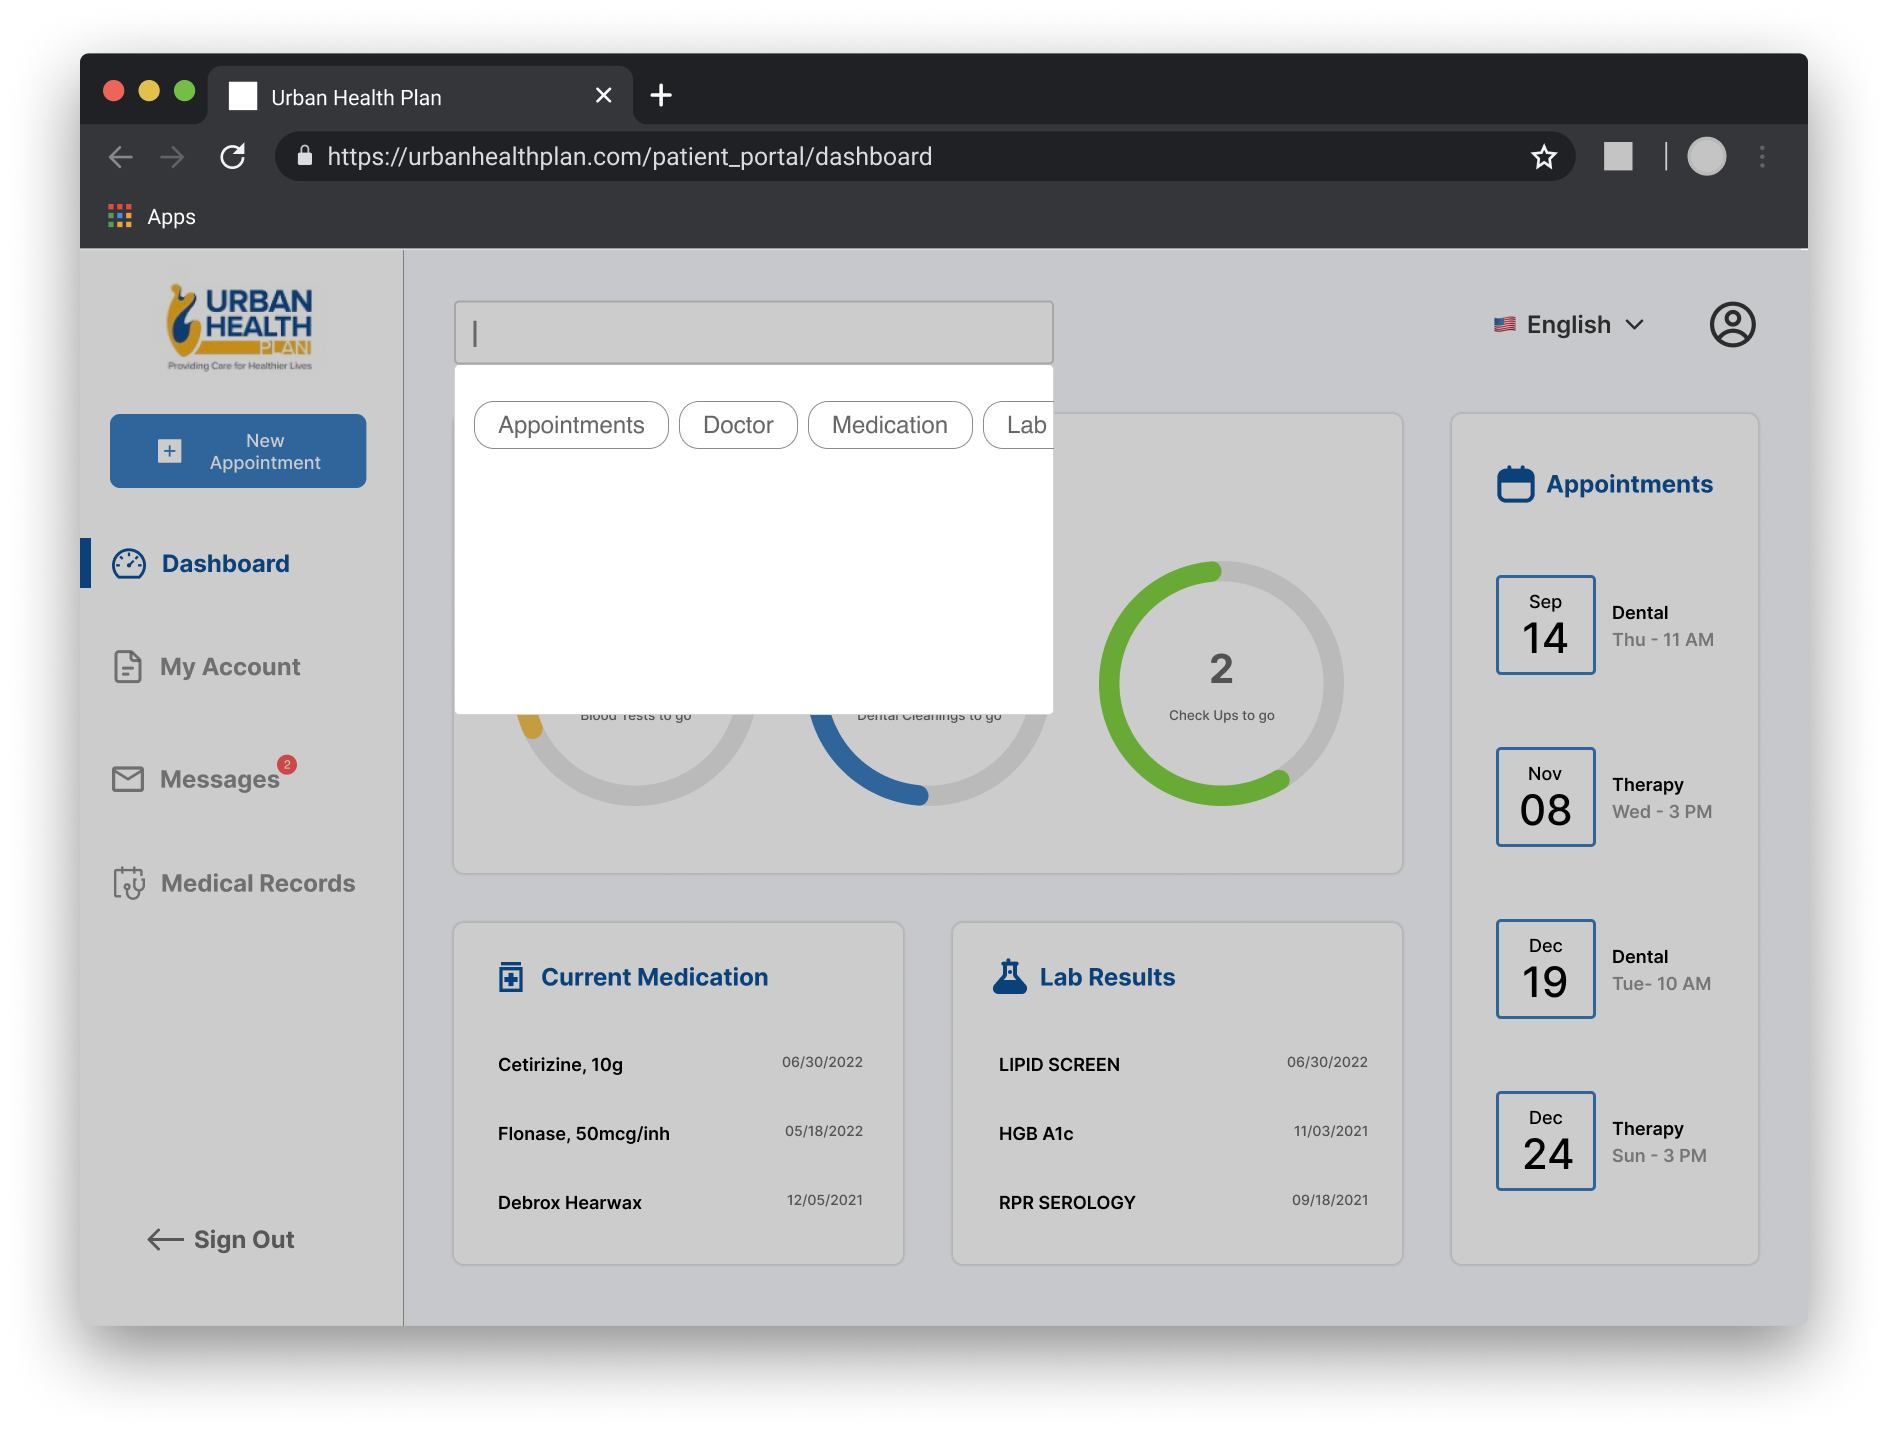 Urban Health Plan
https://urbanhealthplan.com/patient_portal/dashboard
Apps
URBAN
HEALTH
PLAN
Providing Care for Healthier Lives
English
New
Appointment
Appointments
Doctor
Medication
Lab
Dashboard
My Account
Messages
2
Medical Records
Sign Out
Blood Tests to go
Dental Cleanings to go
2
Check Ups to go
Current Medication
Cetirizine, 10g
06/30/2022
Flonase, 50mcg/inh
05/18/2022
Debrox Hearwax
12/05/2021
Lab Results
LIPID SCREEN
06/30/2022
HGB A1c
11/03/2021
RPR SEROLOGY
09/18/2021
Appointments
Sep
14
Dental
Thu - 11 AM
Nov
08
Therapy
Wed - 3 PM
Dec
19
Dental
Tue- 10 AM
Dec
24
Therapy
Sun - 3 PM